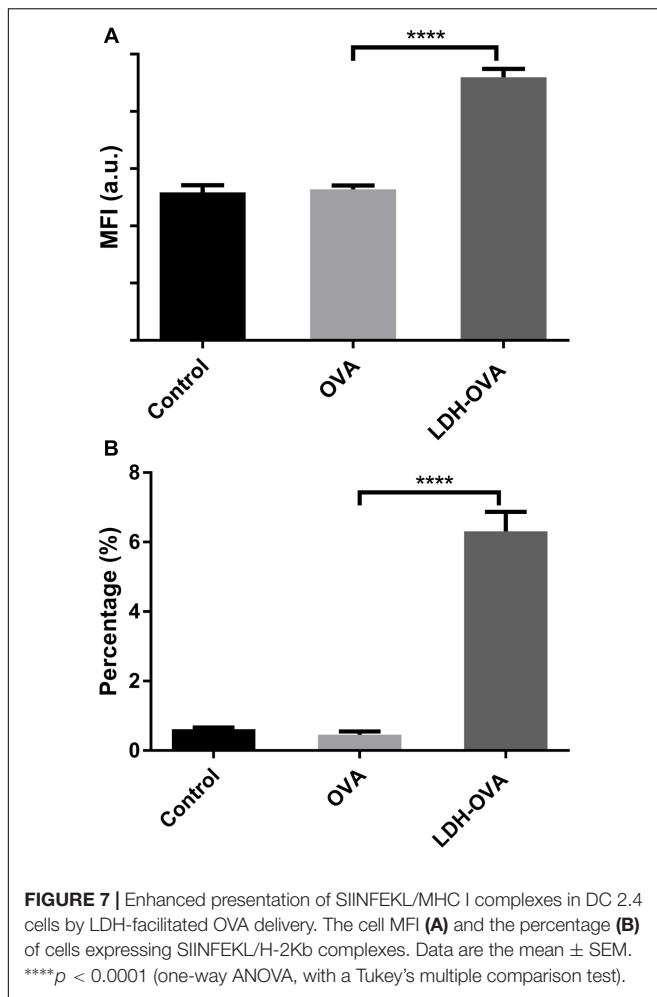 A
****
MFI (a.u.)
Control
OVA
LDH-OVA
B
****
Percentage (%)
8
6
4
2
0
Control
OVA
LDH-OVA
FIGURE 7 | Enhanced presentation of SIINFEKL/MHC I complexes in DC 2.4
cells by LDH-facilitated OVA delivery. The cell MFI (A) and the percentage (B)
of cells expressing SIINFEKL/H-2Kb complexes. Data are the mean ± SEM.
****p < 0.0001 (one-way ANOVA, with a Tukey's multiple comparison test).